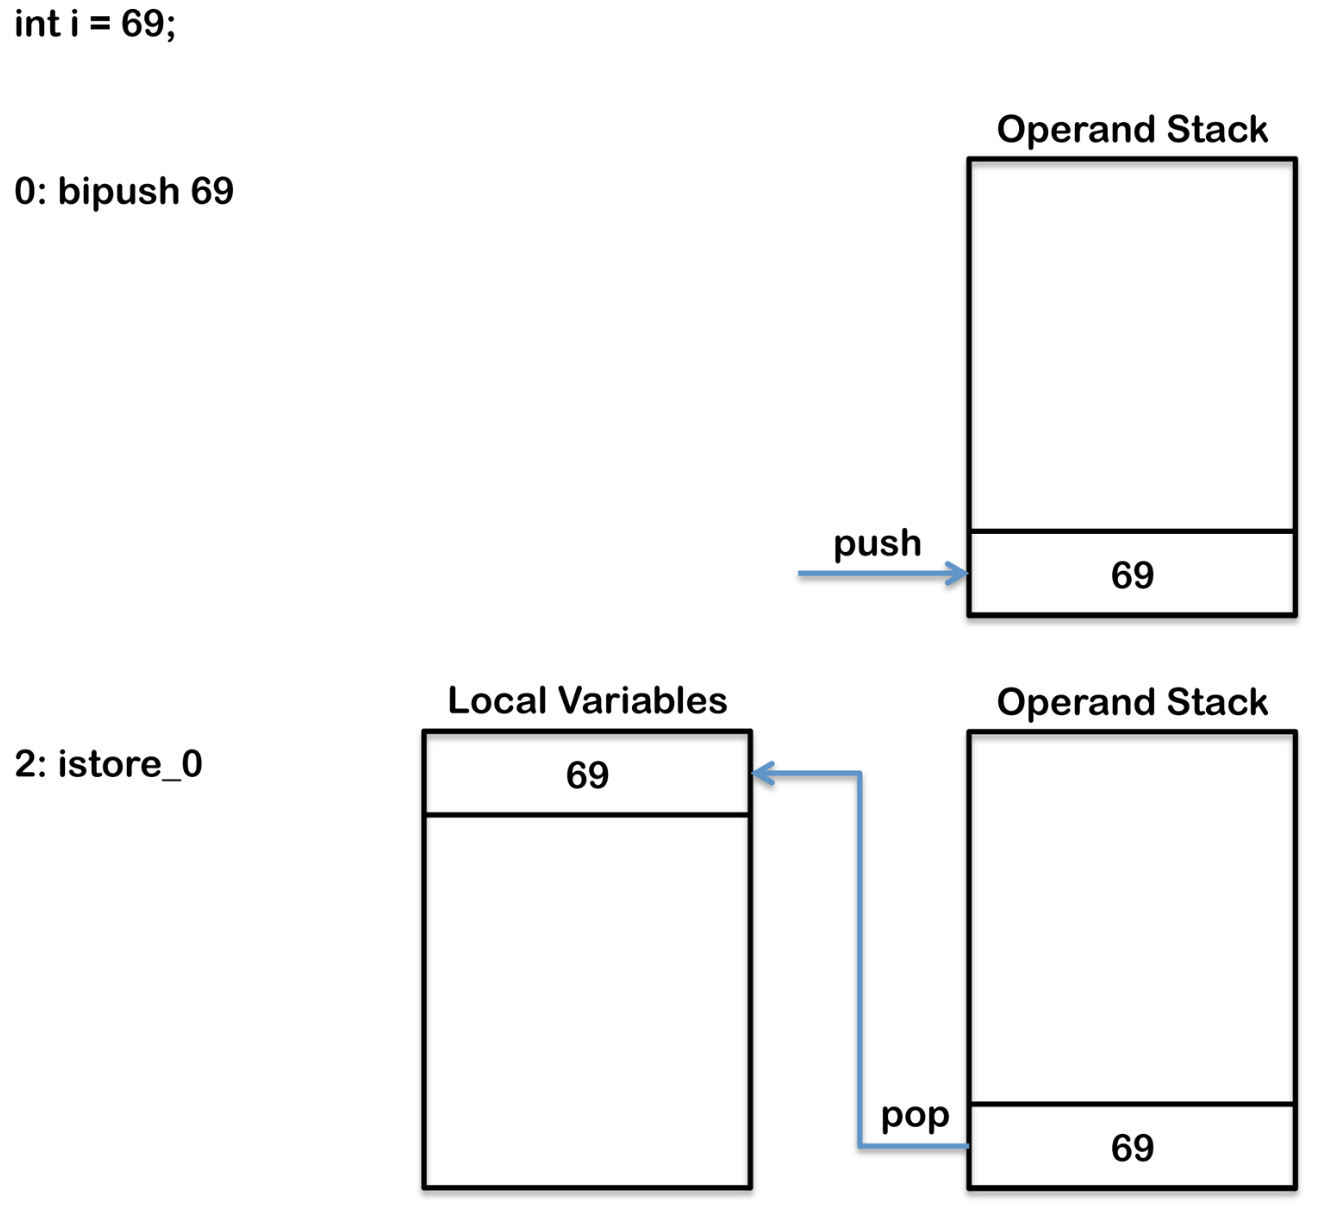 int i = 69;
Operand Stack
0: bipush 69
push
69
Local Variables
Operand Stack
2: istore_0
69
pop
69